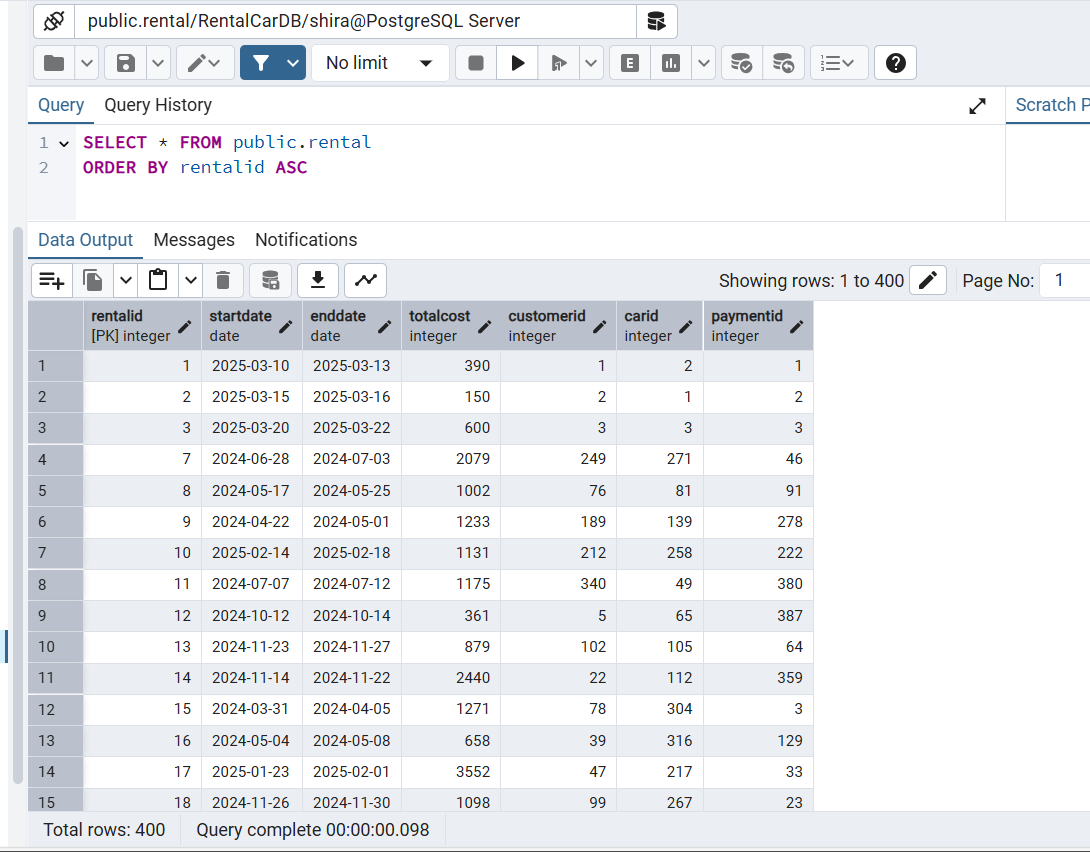 public.rental/RentalCarDB/shira@PostgreSQL Server
No limit
E
Query Query History
Scratch P
1 SELECT * FROM public.rental
2 ORDER BY rentalid ASC
Data Output Messages Notifications
Showing rows: 1 to 400 Page No: 1
rentalid startdate enddate totalcost customerid carid paymentid
[PK] integer date date integer integer integer integer
1 1 2025-03-10 2025-03-13 390 1 2 1
2 2 2025-03-15 2025-03-16 150 2 1 2
3 3 2025-03-20 2025-03-22 600 3 3 3
4 7 2024-06-28 2024-07-03 2079 249 271 46
5 8 2024-05-17 2024-05-25 1002 76 81 91
6 9 2024-04-22 2024-05-01 1233 189 139 278
7 10 2025-02-14 2025-02-18 1131 212 258 222
8 11 2024-07-07 2024-07-12 1175 340 49 380
9 12 2024-10-12 2024-10-14 361 5 65 387
10 13 2024-11-23 2024-11-27 879 102 105 64
11 14 2024-11-14 2024-11-22 2440 22 112 359
12 15 2024-03-31 2024-04-05 1271 78 304 3
13 16 2024-05-04 2024-05-08 658 39 316 129
14 17 2025-01-23 2025-02-01 3552 47 217 33
15 18 2024-11-26 2024-11-30 1098 99 267 23
Total rows: 400 Query complete 00:00:00.098